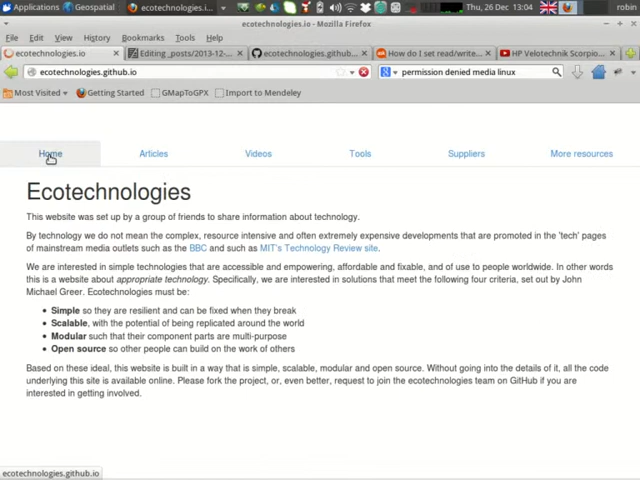 Applications Geospatial ecotechnologies.i... Thu, 26 Dec 13:04 robin
ecotechnologies.io - Mozilla Firefox
File Edit View History Bookmarks Tools Help
ecotechnologies.io Editing _posts/2013-12-... ecotechnologies.github... How do I set read/write... HP Velotechnik Scorpio...
ecotechnologies.github.io permission denied media linux
Most Visited Getting Started GMapToGPX Import to Mendeley
Home Articles Videos Tools Suppliers More resources
Ecotechnologies
This website was set up by a group of friends to share information about technology.
By technology we do not mean the complex, resource intensive and often extremely expensive developments that are promoted in the 'tech' pages
of mainstream media outlets such as the BBC and such as MIT's Technology Review site.
We are interested in simple technologies that are accessible and empowering, affordable and fixable, and of use to people worldwide. In other words
this is a website about appropriate technology. Specifically, we are interested in solutions that meet the following four criteria, set out by John
Michael Greer. Ecotechnologies must be:
• Simple so they are resilient and can be fixed when they break
• Scalable, with the potential of being replicated around the world
• Modular such that their component parts are multi-purpose
• Open source so other people can build on the work of others
Based on these ideal, this website is built in a way that is simple, scalable, modular and open source. Without going into the details of it, all the code
underlying this site is available online. Please fork the project, or, even better, request to join the ecotechnologies team on GitHub if you are
interested in getting involved.
ecotechnologies.github.io